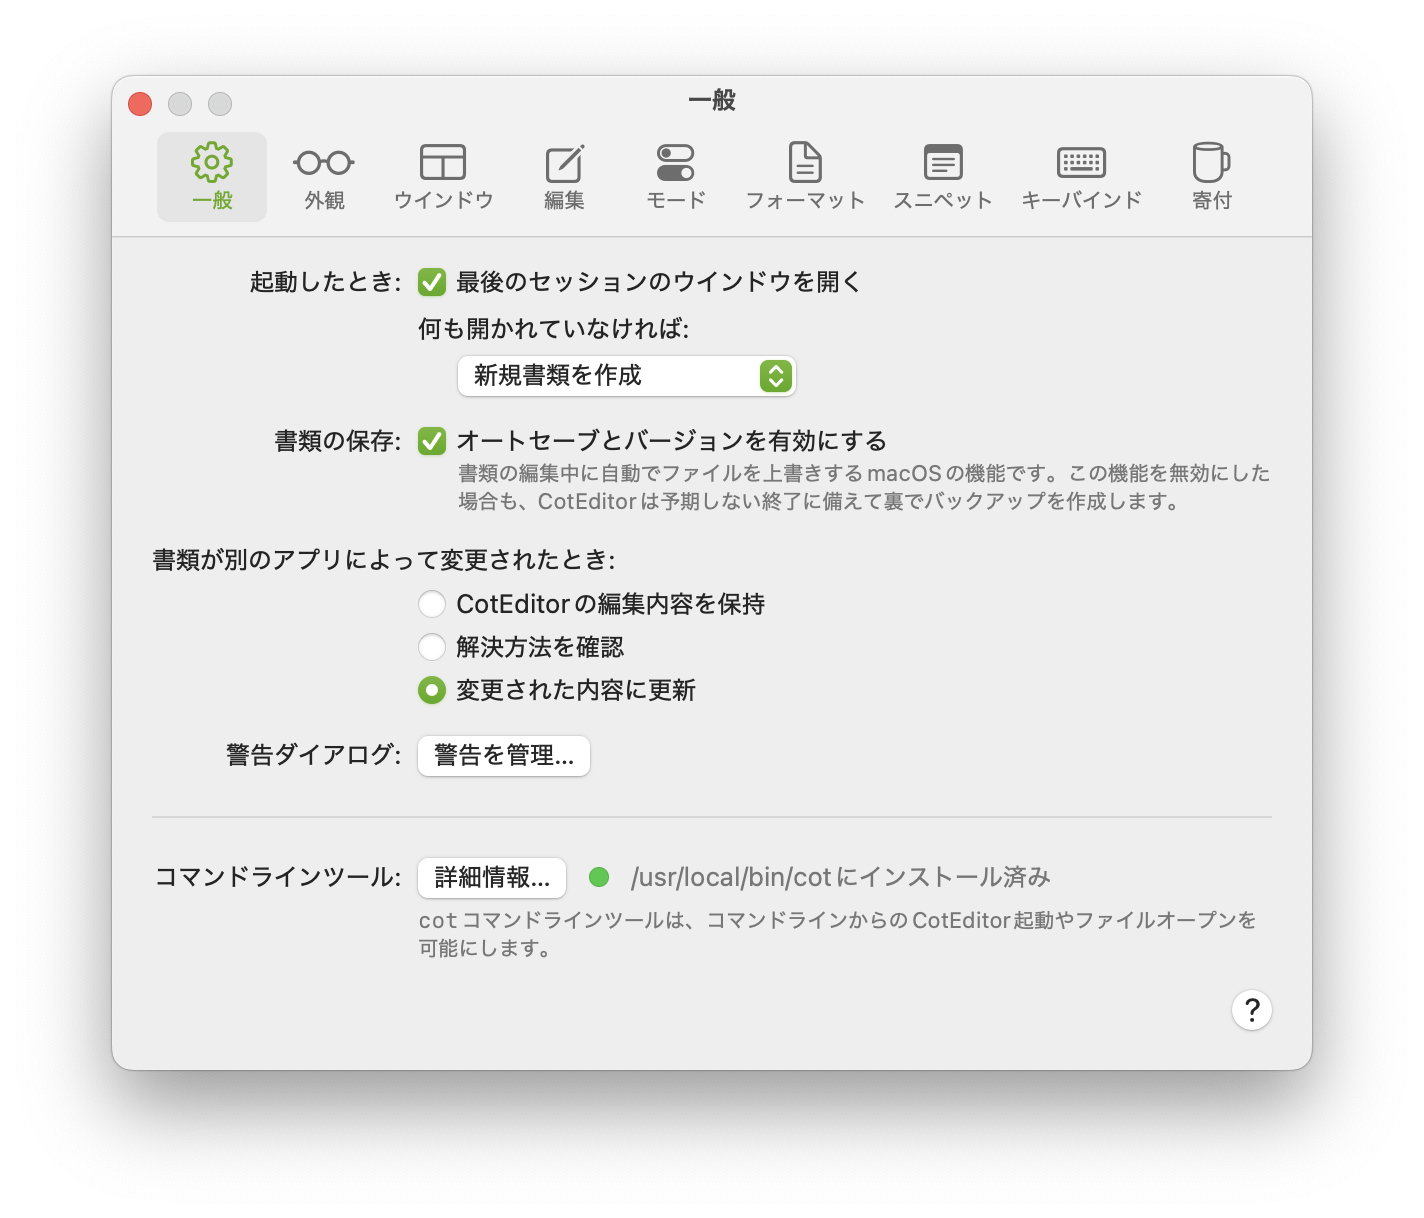 一般
一般 外観 ウインドウ 編集 モード フォーマット スニペット キーバインド 寄付
起動したとき: 最後のセッションのウインドウを開く
何も開かれていなければ:
新規書類を作成
書類の保存: オートセーブとバージョンを有効にする
書類の編集中に自動でファイルを上書きするmacOSの機能です。この機能を無効にした
場合も、CotEditorは予期しない終了に備えて裏でバックアップを作成します。
書類が別のアプリによって変更されたとき:
CotEditorの編集内容を保持
解決方法を確認
変更された内容に更新
警告ダイアログ: 警告を管理...
コマンドラインツール: 詳細情報... /usr/local/bin/cotにインストール済み
cotコマンドラインツールは、コマンドラインからのCotEditor起動やファイルオープンを
可能にします。
?